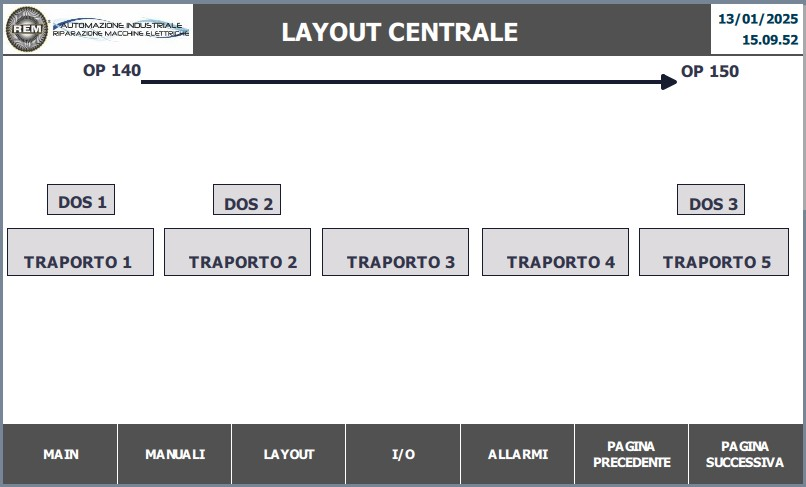 REM
AUTOMAZIONE INDUSTRIALE
RIPARAZIONE MACCHINE ELETTRICHE
LAYOUT CENTRALE
13/01/2025
15.09.52
OP 140
OP 150
DOS 1
DOS 2
DOS 3
TRAPORTO 1
TRAPORTO 2
TRAPORTO 3
TRAPORTO 4
TRAPORTO 5
MAIN
MANUALI
LAYOUT
I/O
ALLARMI
PAGINA
PRECEDENTE
PAGINA
SUCCESSIVA